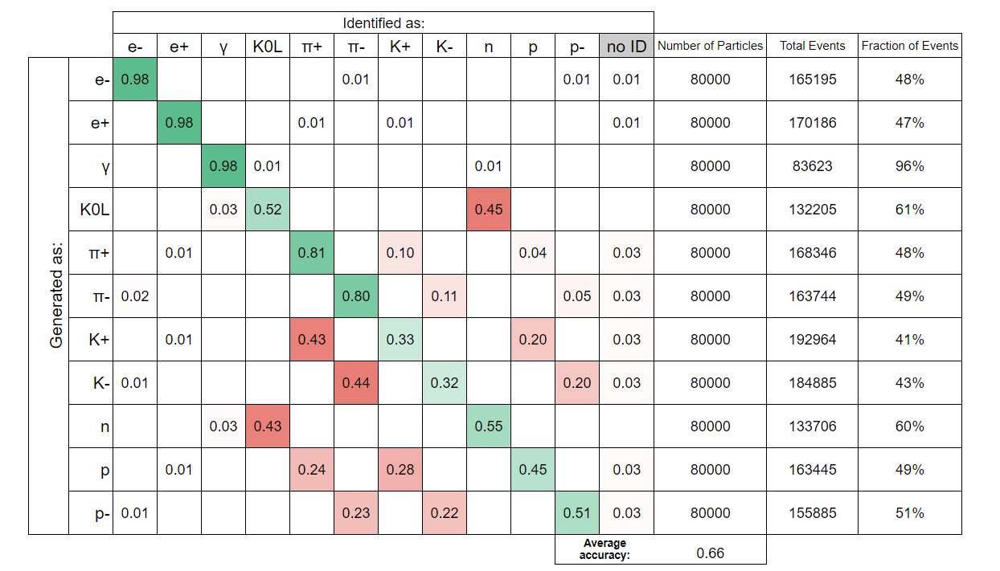 Identified as:
e- e+ γ K0L π+ π- K+ K- n p p- no ID Number of Particles Total Events Fraction of Events
Generated as:
e- 0.98 0.01 0.01 0.01 80000 165195 48%
e+ 0.98 0.01 0.01 0.01 80000 170186 47%
γ 0.98 0.01 0.01 80000 83623 96%
K0L 0.03 0.52 0.45 80000 132205 61%
π+ 0.01 0.81 0.10 0.04 0.03 80000 168346 48%
π- 0.02 0.80 0.11 0.05 0.03 80000 163744 49%
K+ 0.01 0.43 0.33 0.20 0.03 80000 192964 41%
K- 0.01 0.44 0.32 0.20 0.03 80000 184885 43%
n 0.03 0.43 0.55 80000 133706 60%
p 0.01 0.24 0.28 0.45 0.03 80000 163445 49%
p- 0.01 0.23 0.22 0.51 0.03 80000 155885 51%
Average
accuracy: 0.66